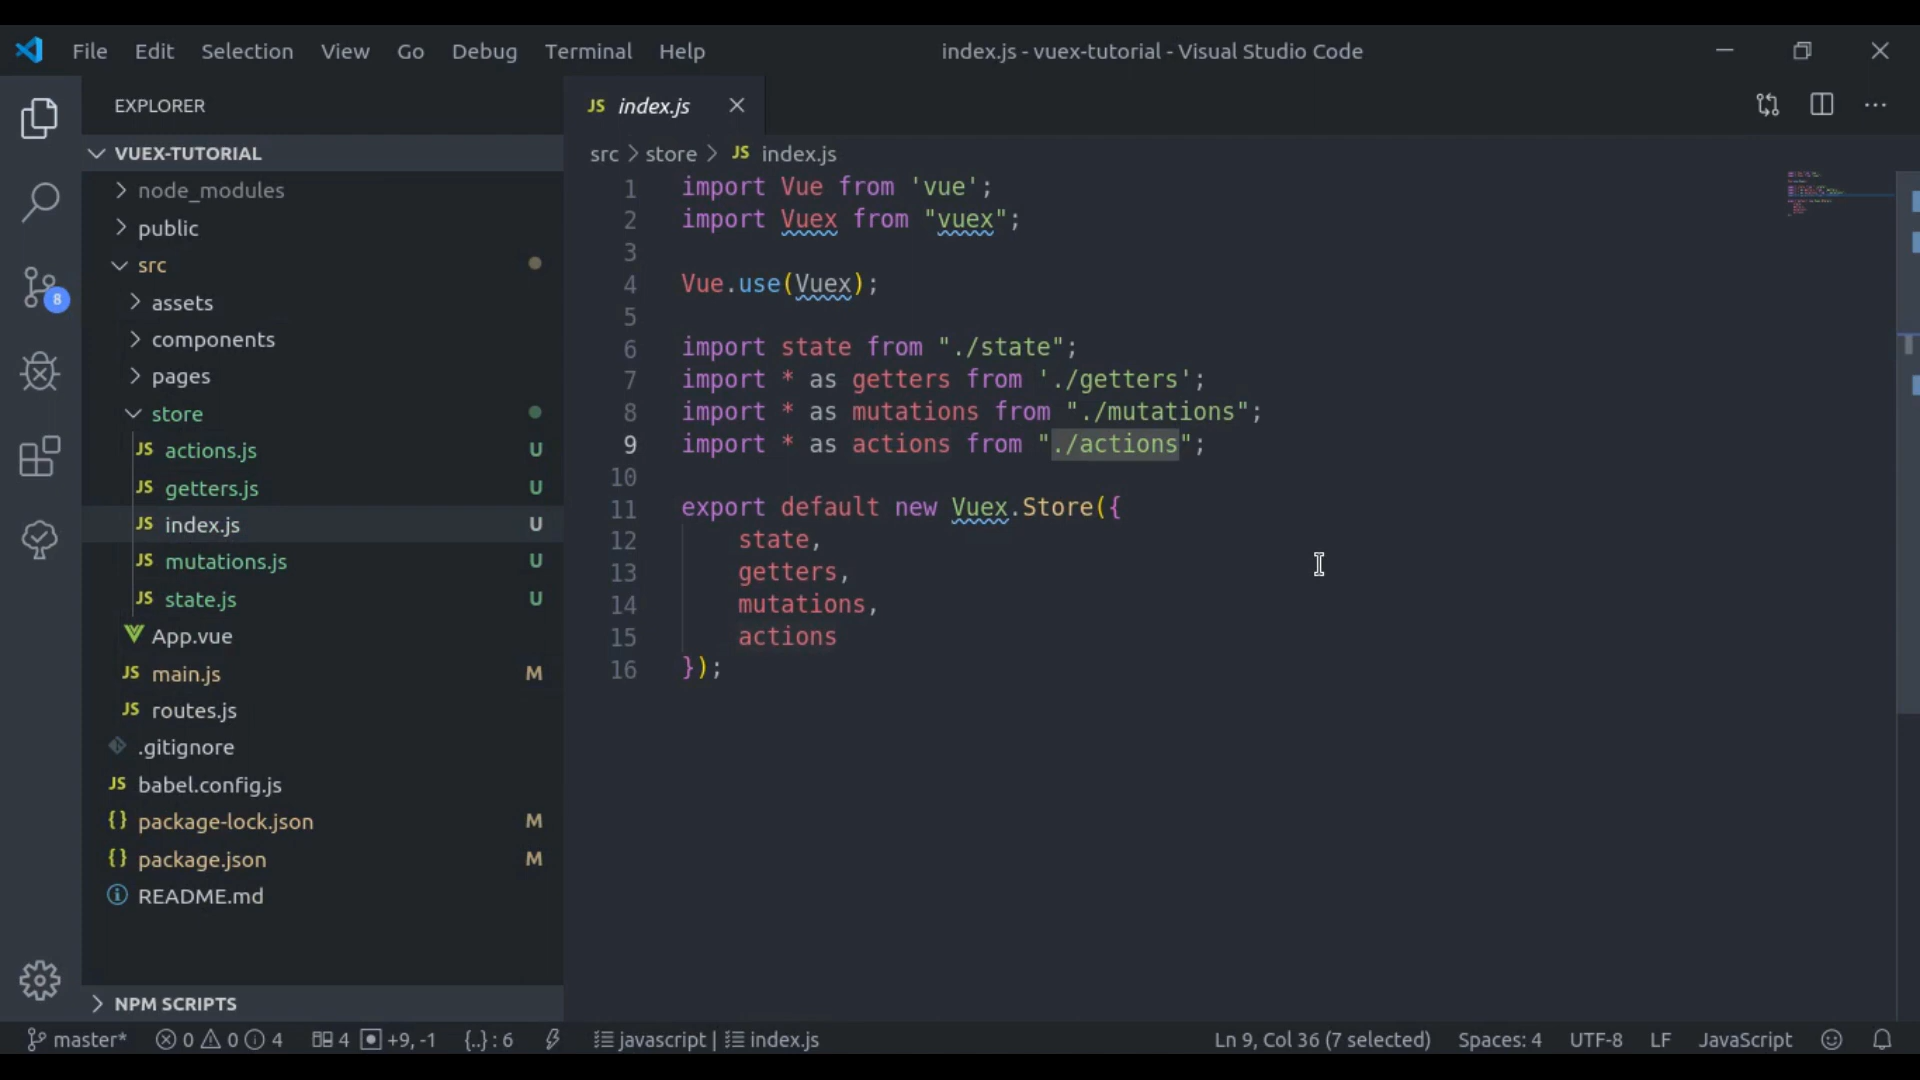 File Edit Selection View Go Debug Terminal Help
index.js - vuex-tutorial - Visual Studio Code
EXPLORER
VUEX-TUTORIAL
node_modules
public
src
assets
components
pages
store
JS actions.js U
JS getters.js U
JS index.js U
JS mutations.js U
JS state.js U
App.vue
JS main.js M
JS routes.js
.gitignore
JS babel.config.js
{} package-lock.json M
{} package.json M
README.md
NPM SCRIPTS
8
JS index.js
src > store > JS index.js
1 import Vue from 'vue';
2 import Vuex from "vuex";
3
4 Vue.use(Vuex);
5
6 import state from "./state";
7 import * as getters from './getters';
8 import * as mutations from "./mutations";
9 import * as actions from "./actions";
10
11 export default new Vuex.Store({
12 state,
13 getters,
14 mutations,
15 actions
16 });
master* 0 0 4 4 +9, -1 {..} : 6 javascript | index.js Ln 9, Col 36 (7 selected) Spaces: 4 UTF-8 LF JavaScript